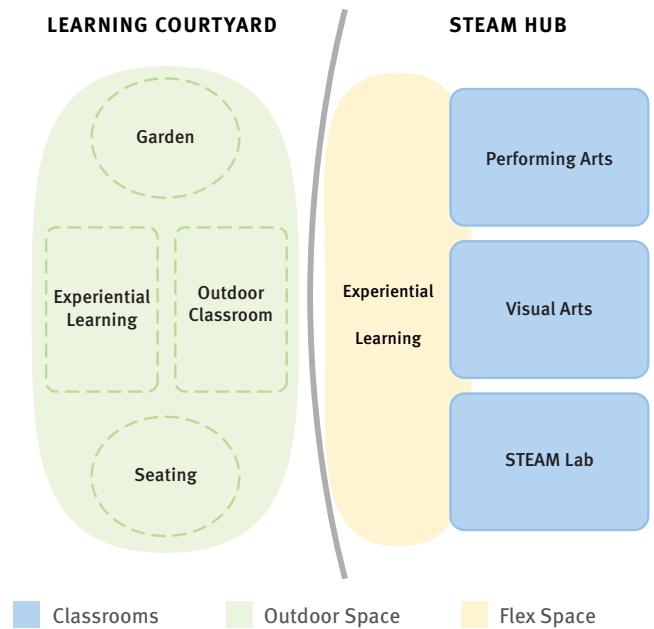 LEARNING COURTYARD
Garden
Experiential
Learning
Outdoor
Classroom
Seating
STEAM HUB
Experiential
Learning
Performing Arts
Visual Arts
STEAM Lab
Classrooms
Outdoor Space
Flex Space